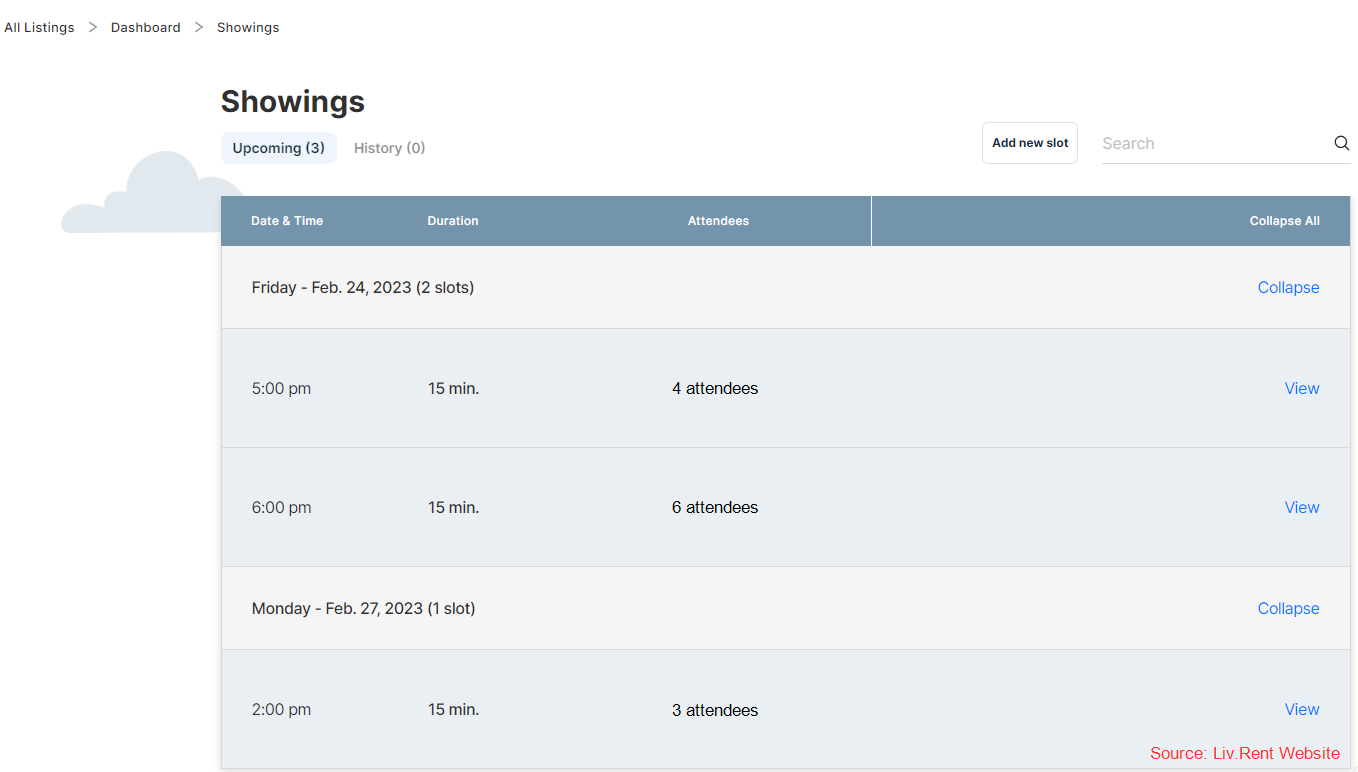 All Listings > Dashboard > Showings
Showings
Upcoming (3) History (0)
Add new slot Search
Date & Time Duration Attendees Collapse All
Friday - Feb. 24, 2023 (2 slots) Collapse
5:00 pm 15 min. 4 attendees View
6:00 pm 15 min. 6 attendees View
Monday - Feb. 27, 2023 (1 slot) Collapse
2:00 pm 15 min. 3 attendees View
Source: Liv.Rent Website